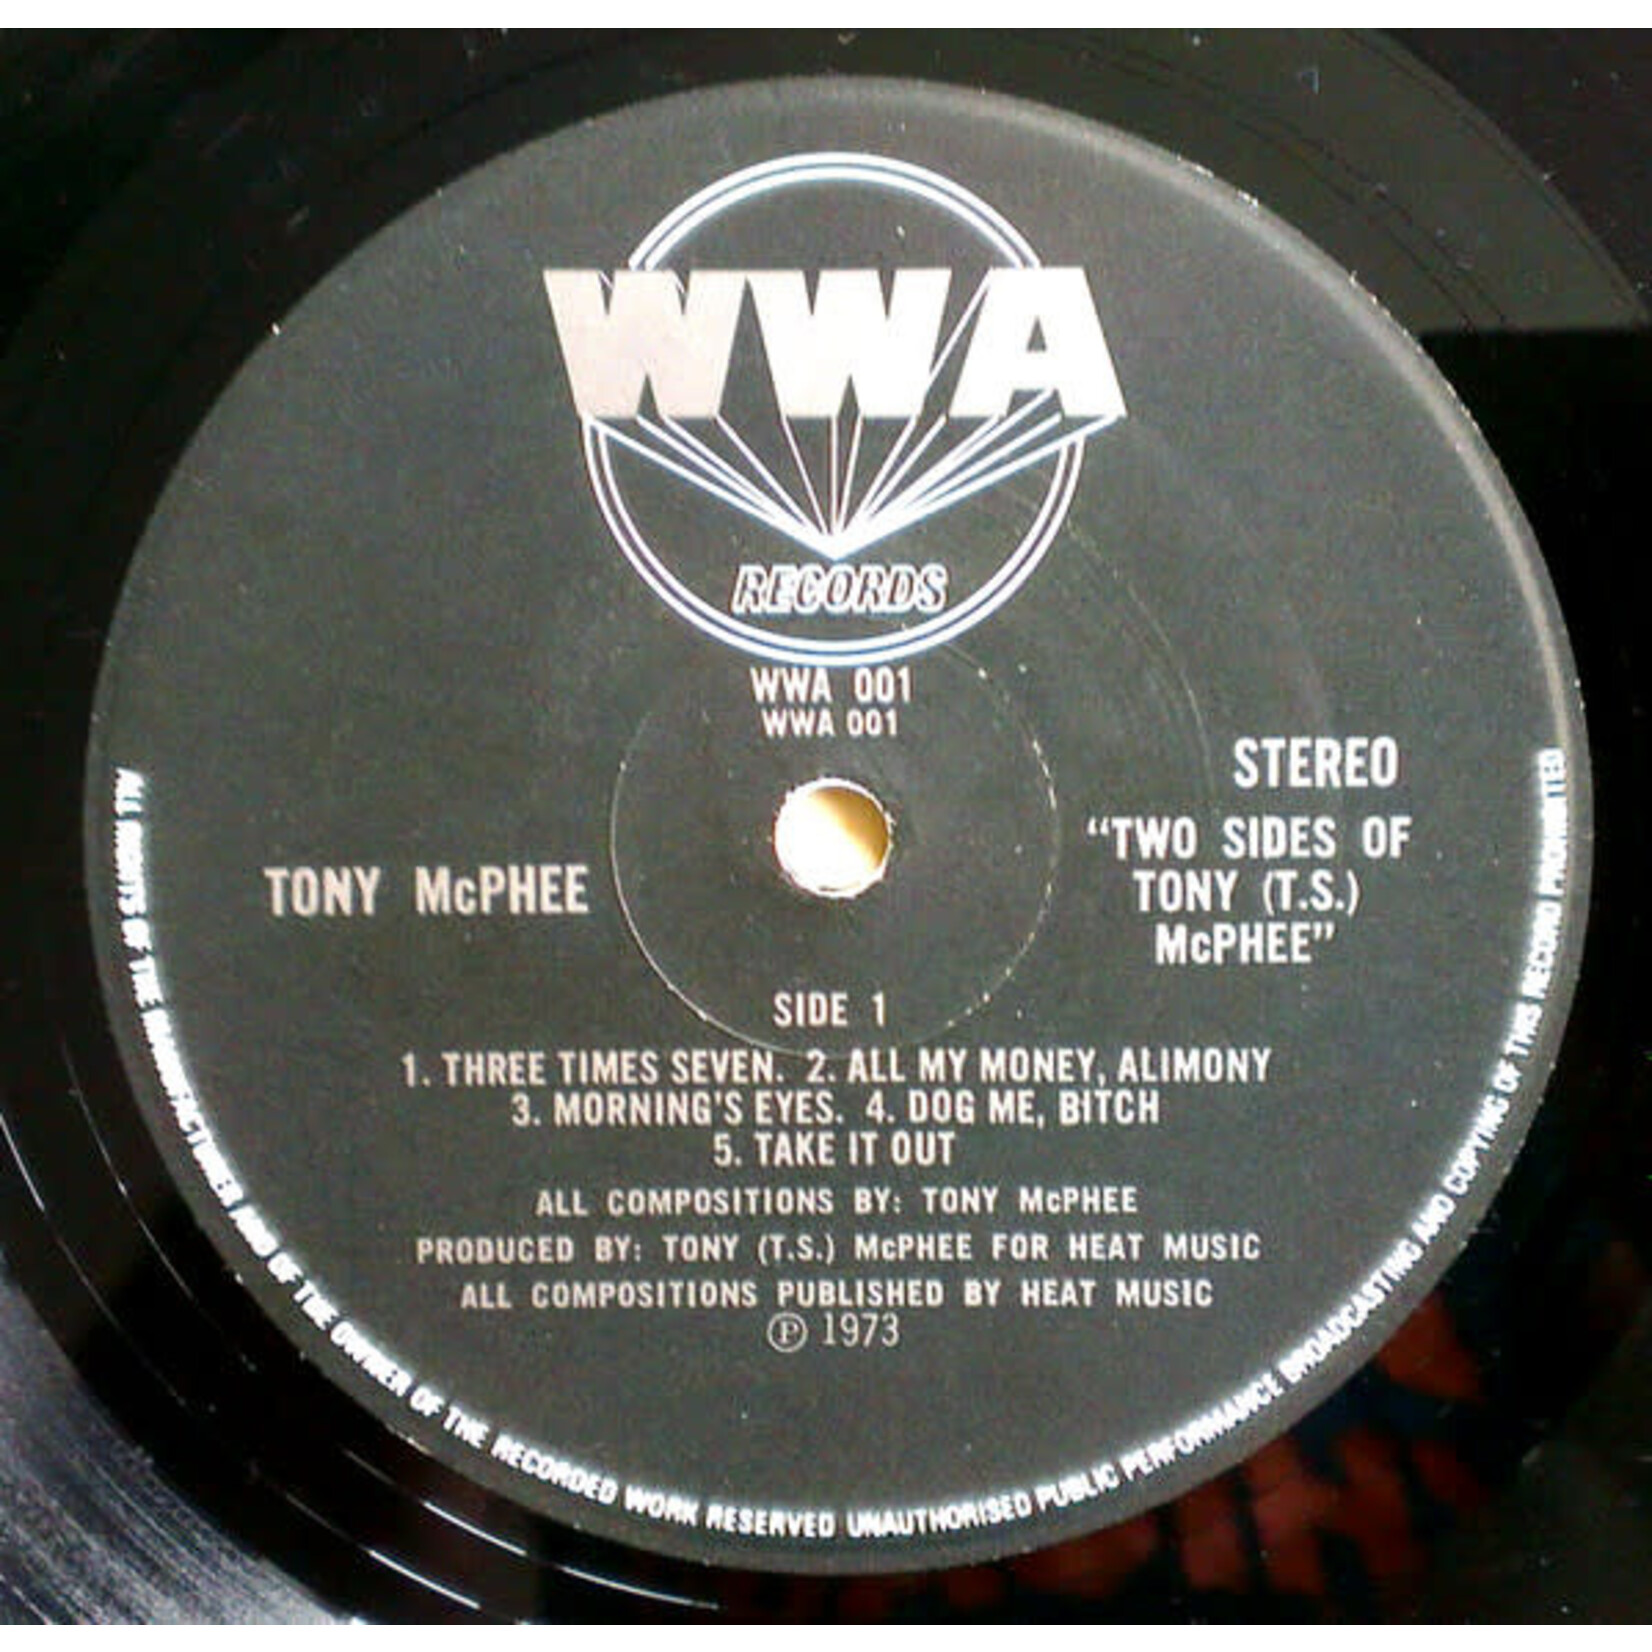 WWA
RECORDS
WWA 001
WWA 001
STEREO
TONY McPHEE
“TWO SIDES OF
TONY (T.S.)
McPHEE”
SIDE 1
1. THREE TIMES SEVEN. 2. ALL MY MONEY, ALIMONY
3. MORNING'S EYES. 4. DOG ME, BITCH
5. TAKE IT OUT
ALL COMPOSITIONS BY: TONY McPHEE
PRODUCED BY: TONY (T.S.) McPHEE FOR HEAT MUSIC
ALL COMPOSITIONS PUBLISHED BY HEAT MUSIC
Ⓟ 1973
ALL RIGHTS OF THE MANUFACTURER AND OF THE OWNER OF THE RECORDED WORK RESERVED UNAUTHORISED PUBLIC PERFORMANCE BROADCASTING AND COPYING OF THIS RECORD PROHIBITED